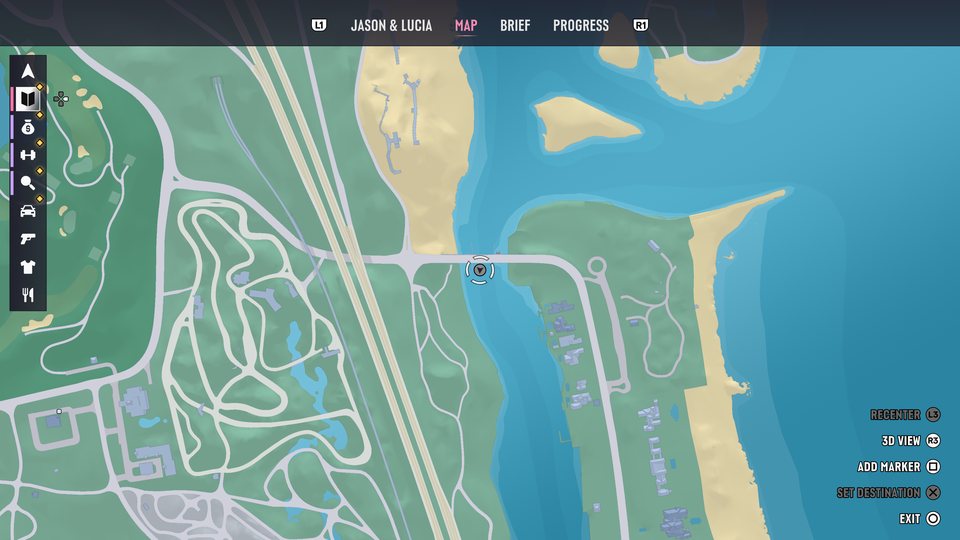 L1 JASON & LUCIA MAP BRIEF PROGRESS R1
RECENTER L3
3D VIEW R3
ADD MARKER
SET DESTINATION
EXIT